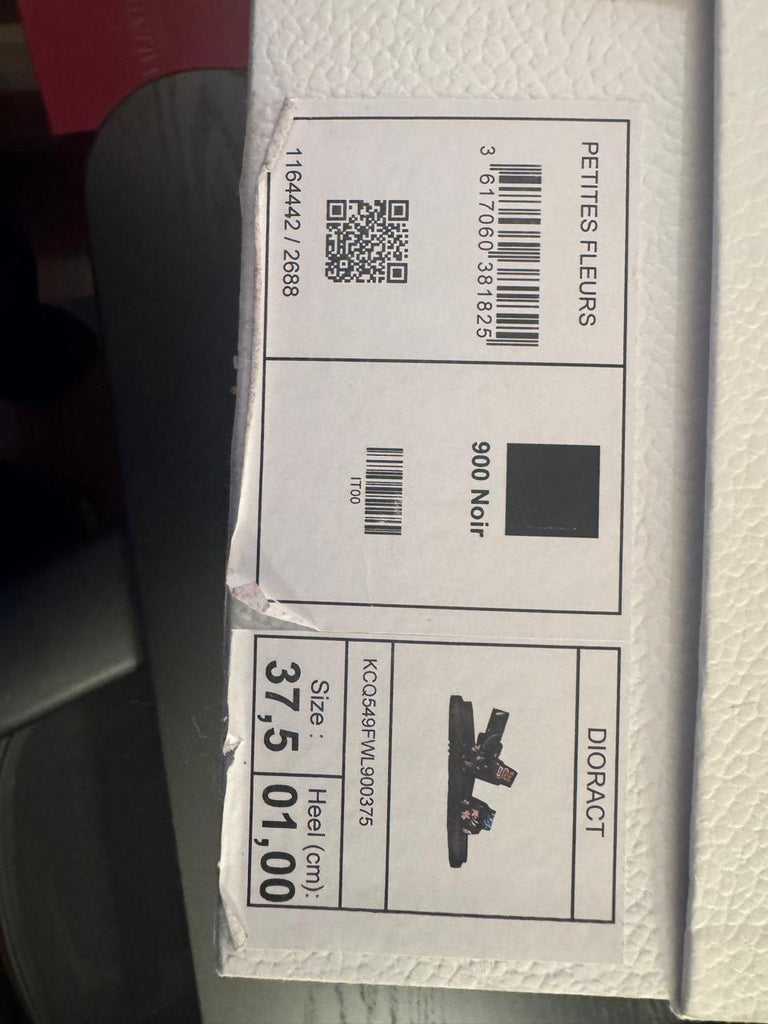 PETITES FLEURS
3 617060 381825
1164442 / 2688
900 Noir
IT00
DIORACT
KCQ549FWL900375
Size :
37,5
Heel (cm):
01,00